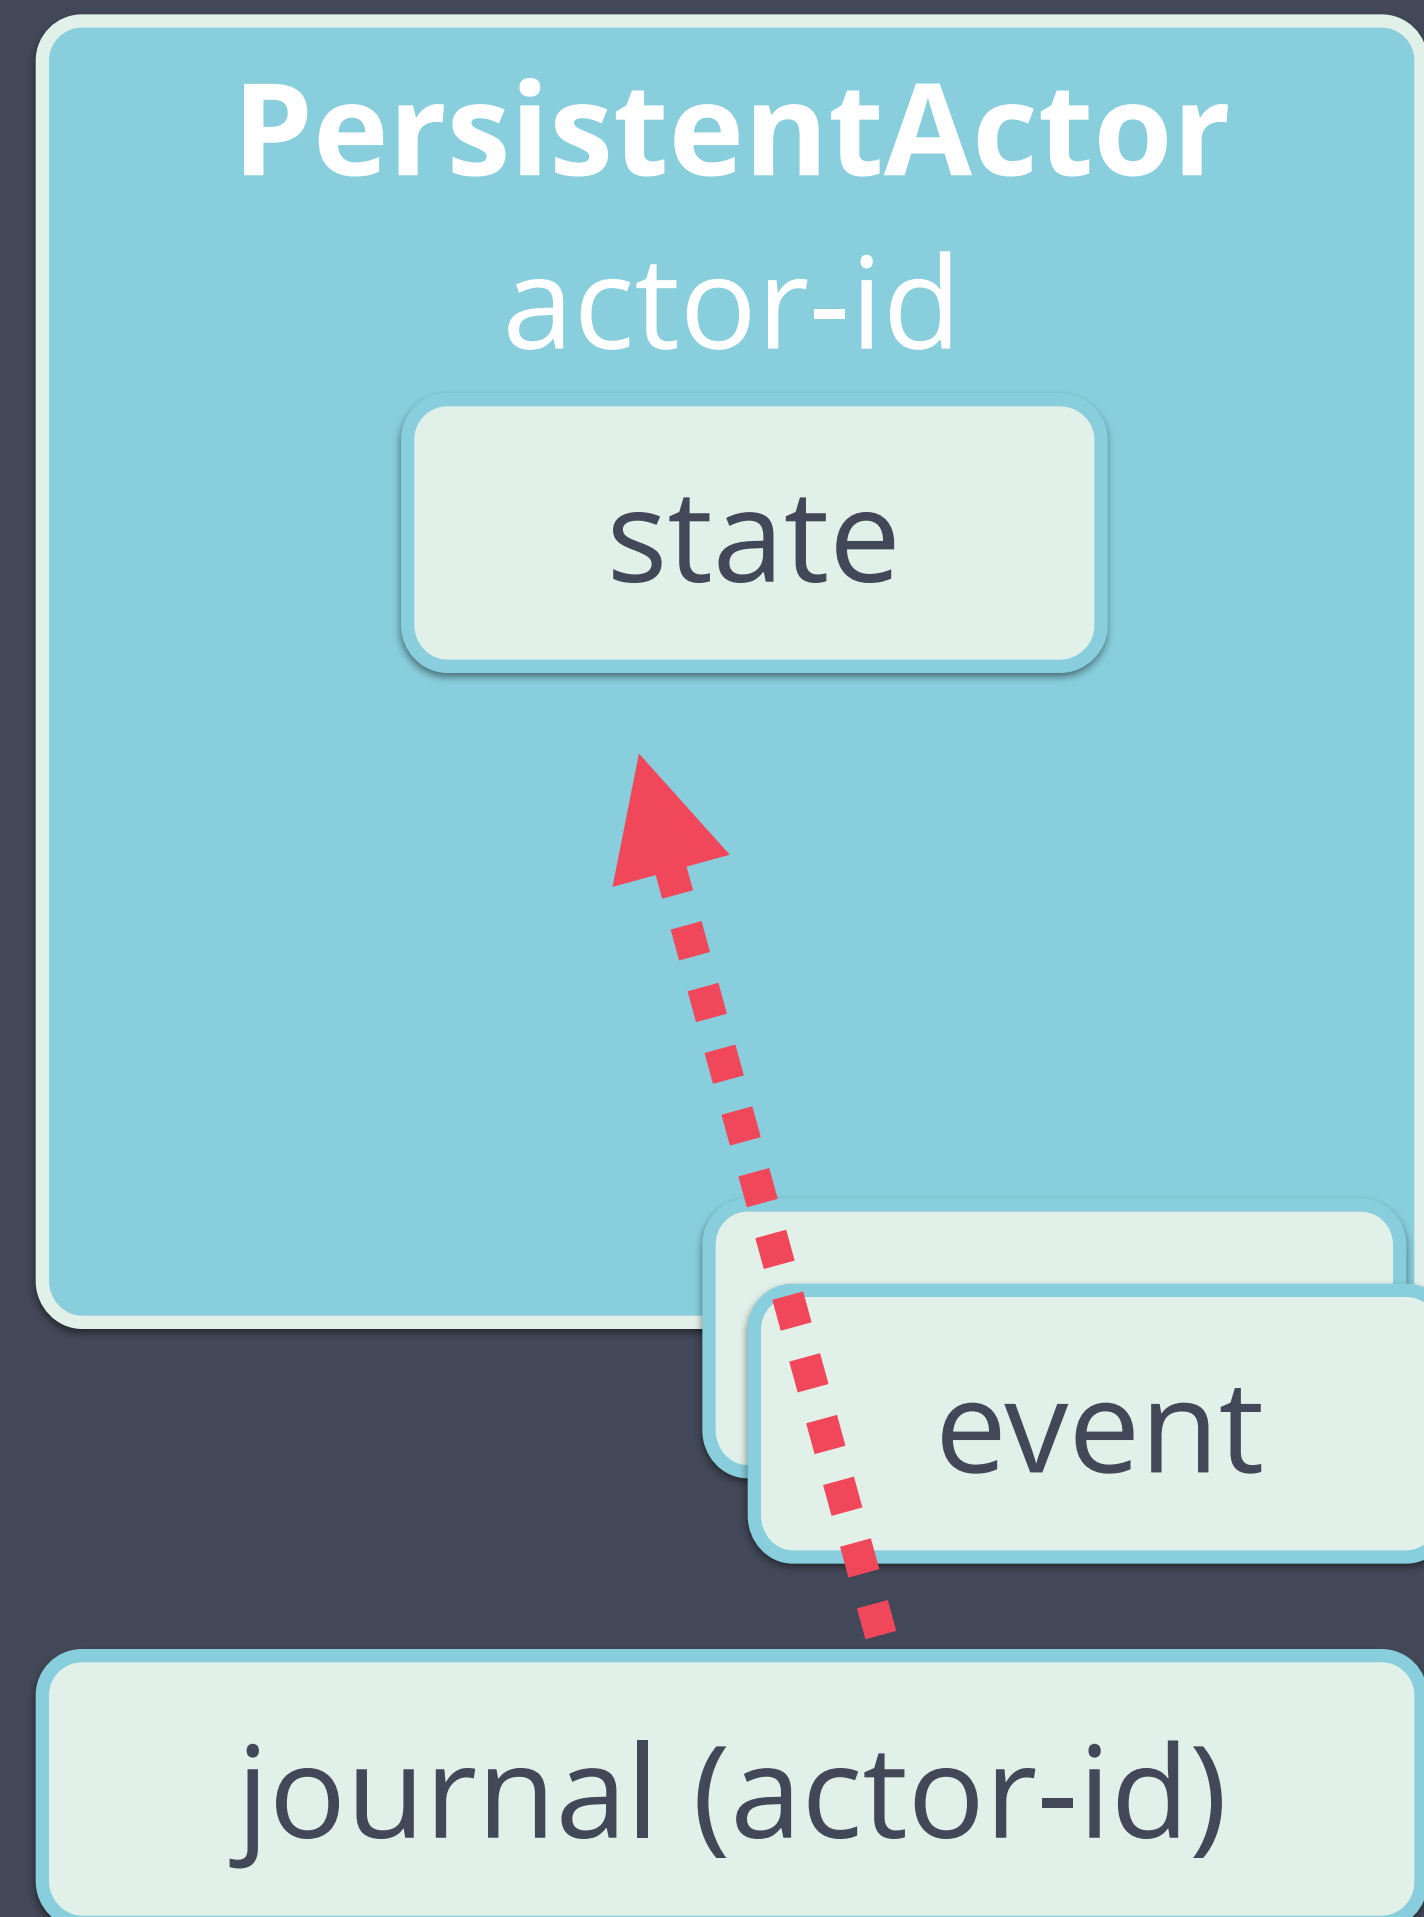 PersistentActor
actor-id
state
event
journal (actor-id)